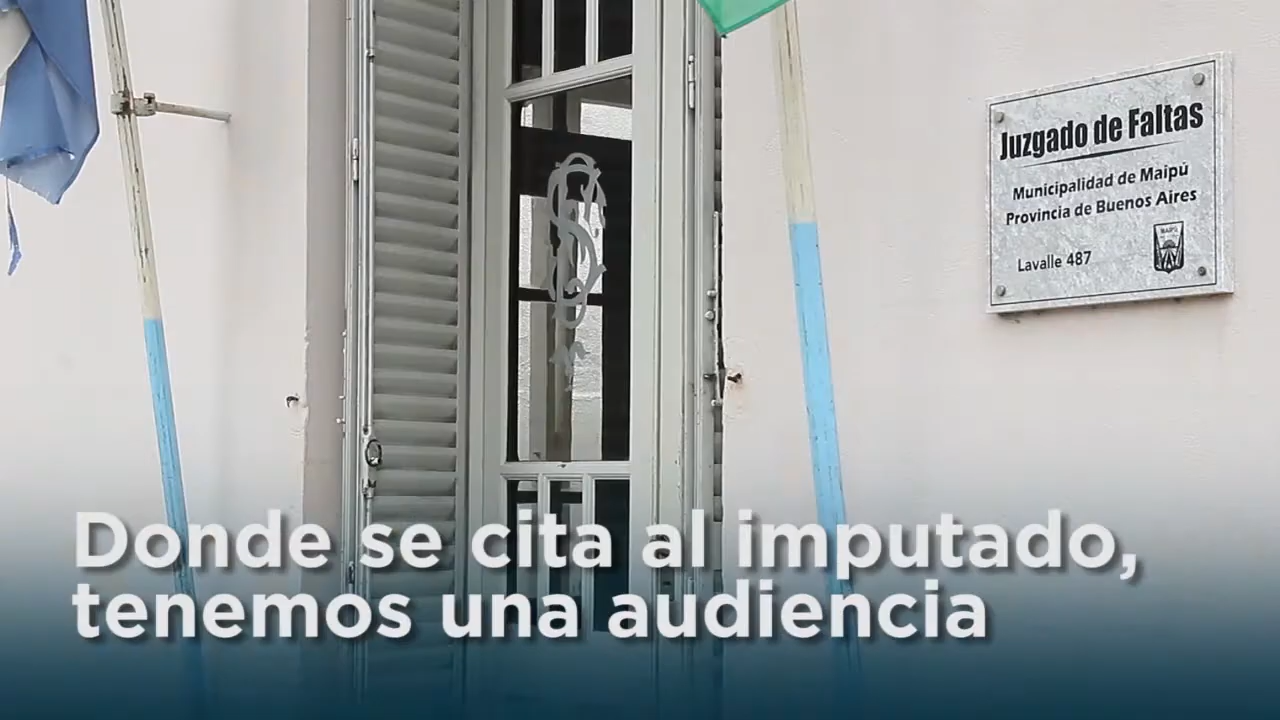 Juzgado de Faltas
Municipalidad de Maipú
Provincia de Buenos Aires
MAIPÚ
Lavalle 487
Donde se cita al imputado,
tenemos una audiencia